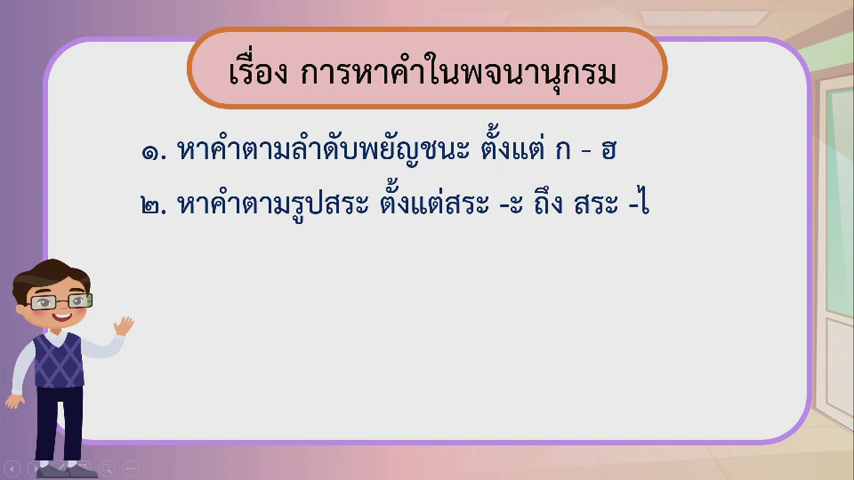 เรื่อง การหาคำในพจนานุกรม
๑. หาคำตามลำดับพยัญชนะ ตั้งแต่ ก - ฮ
๒. หาคำตามรูปสระ ตั้งแต่สระ -ะ ถึง สระ -ไ